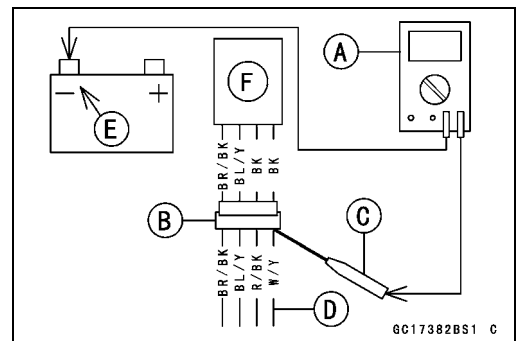 A
F
− +
E
BR/BK
BL/Y
BK
BK
B
C
BR/BK
BL/Y
R/BK
W/Y
D
GC17382BS1 C